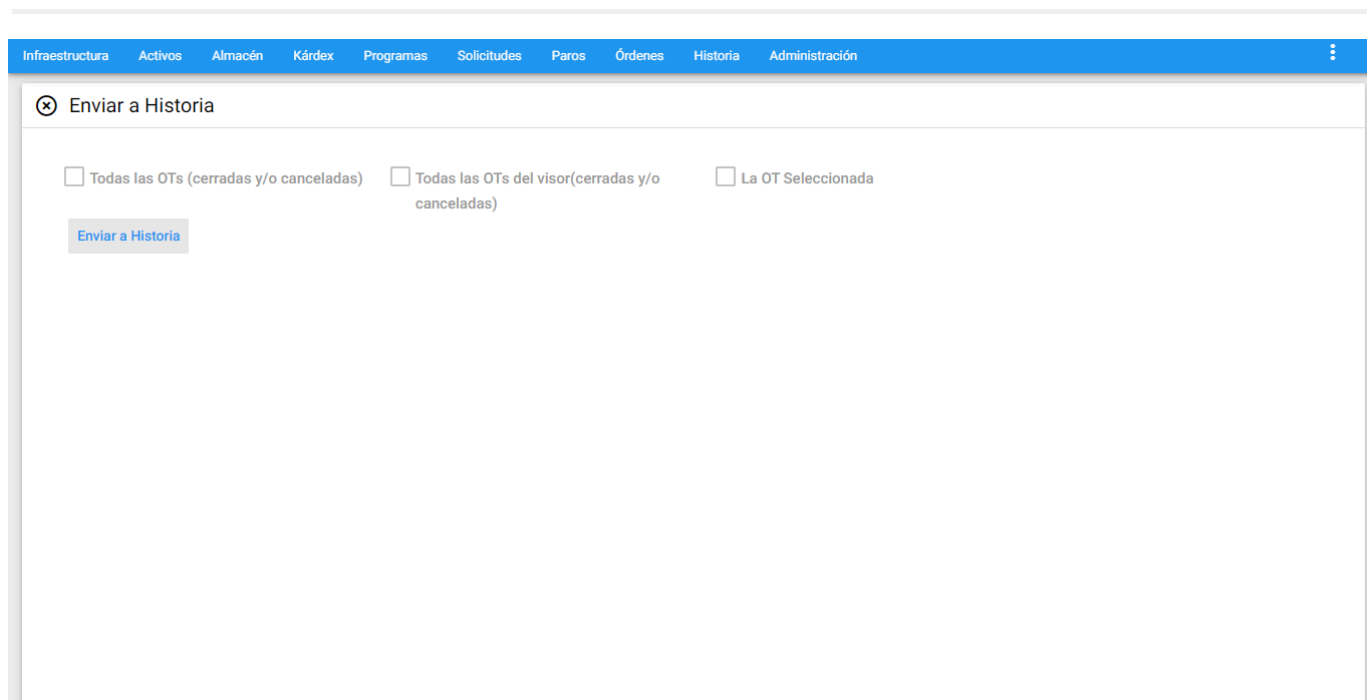 Infraestructura Activos Almacén Kárdex Programas Solicitudes Paros Órdenes Historia Administración
Enviar a Historia
Todas las OTs (cerradas y/o canceladas) Todas las OTs del visor(cerradas y/o La OT Seleccionada
canceladas)
Enviar a Historia